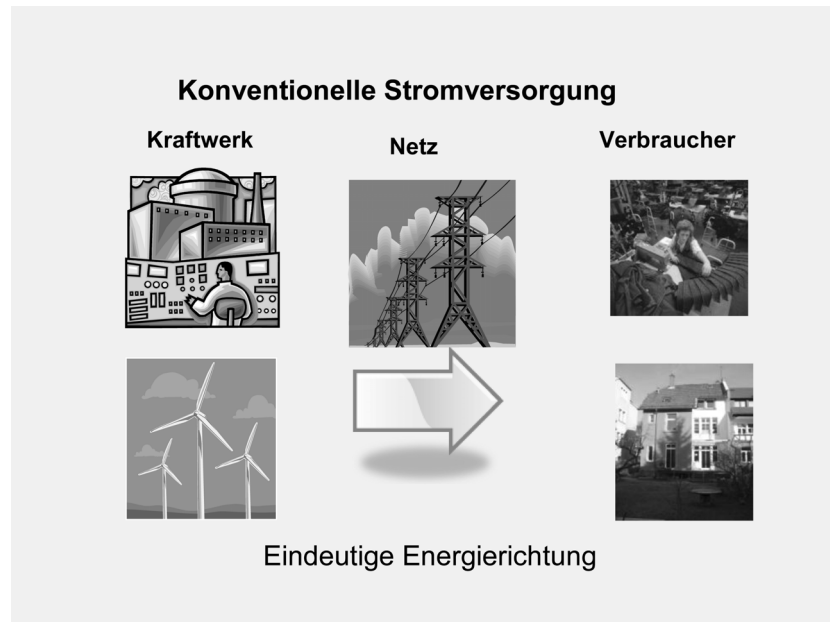 Konventionelle Stromversorgung
Kraftwerk
Netz
Verbraucher
Eindeutige Energierichtung